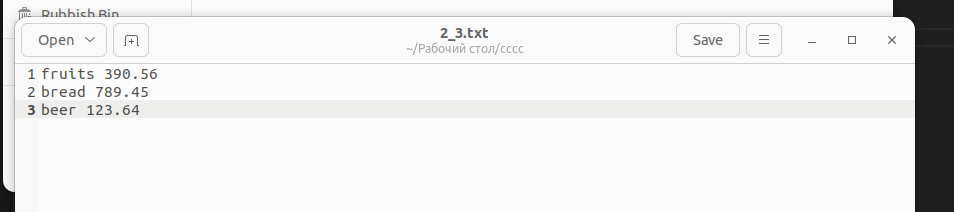 Rubbish Bin
Open
2_3.txt
~/Рабочий стол/сссс
Save
1 fruits 390.56
2 bread 789.45
3 beer 123.64